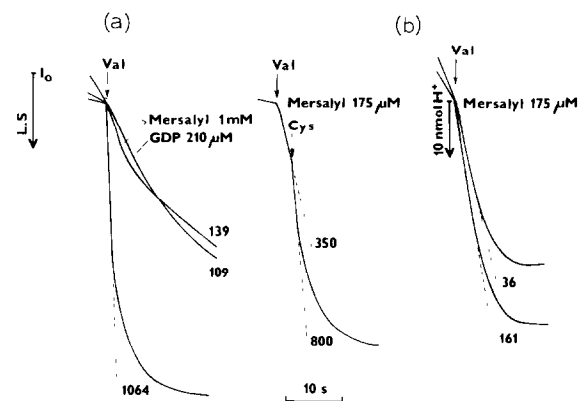 (a)
(b)
Val
Val
Val
I₀
L.S
Mersalyl 1mM
GDP 210 μM
Mersalyl 175 μM
Cys
10 nmol H⁺
Mersalyl 175 μM
139
109
350
36
800
161
1064
10 s